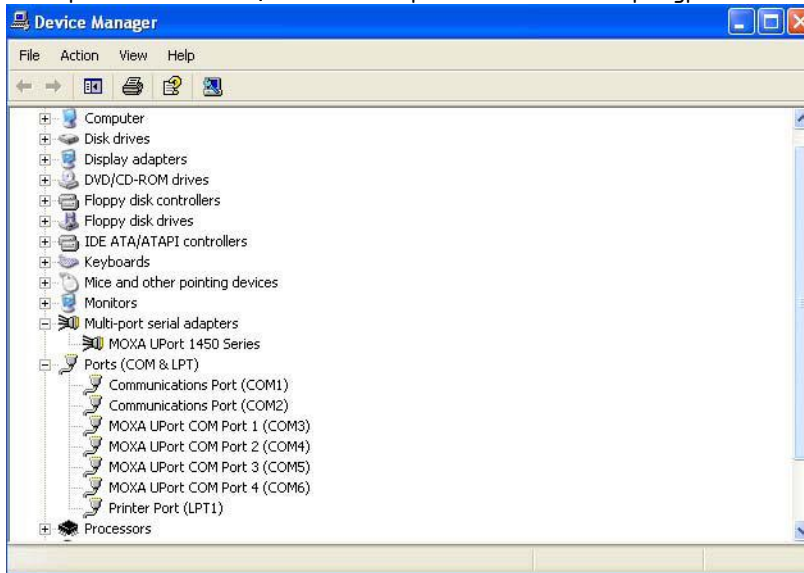 Device Manager
File Action View Help
Computer
Disk drives
Display adapters
DVD/CD-ROM drives
Floppy disk controllers
Floppy disk drives
IDE ATA/ATAPI controllers
Keyboards
Mice and other pointing devices
Monitors
Multi-port serial adapters
MOXA UPort 1450 Series
Ports (COM & LPT)
Communications Port (COM1)
Communications Port (COM2)
MOXA UPort COM Port 1 (COM3)
MOXA UPort COM Port 2 (COM4)
MOXA UPort COM Port 3 (COM5)
MOXA UPort COM Port 4 (COM6)
Printer Port (LPT1)
Processors